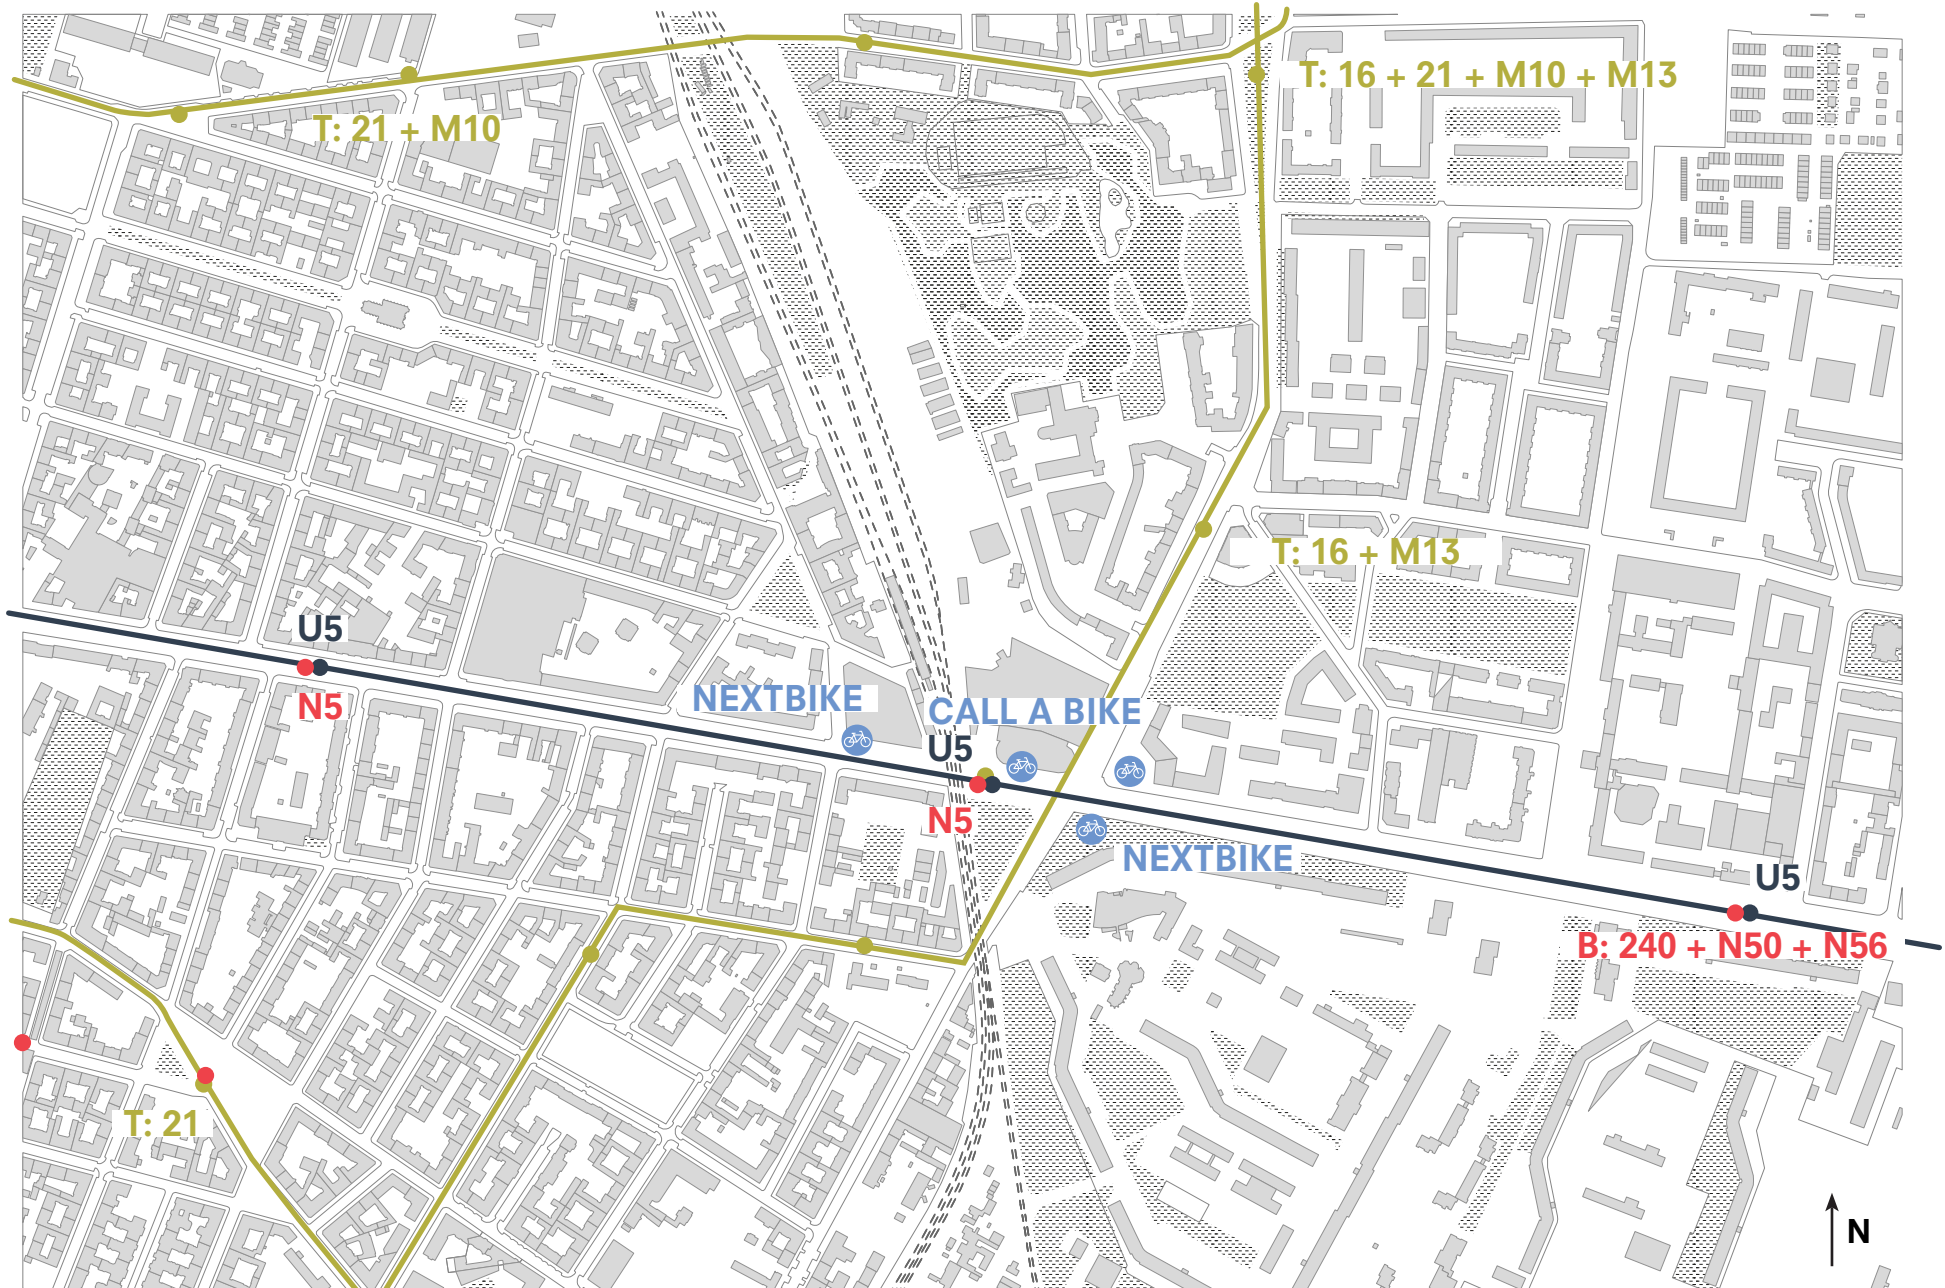 T: 16 + 21 + M10 + M13
T: 21 + M10
T: 16 + M13
U5
N5
NEXTBIKE
CALL A BIKE
U5
N5
NEXTBIKE
U5
B: 240 + N50 + N56
T: 21
N